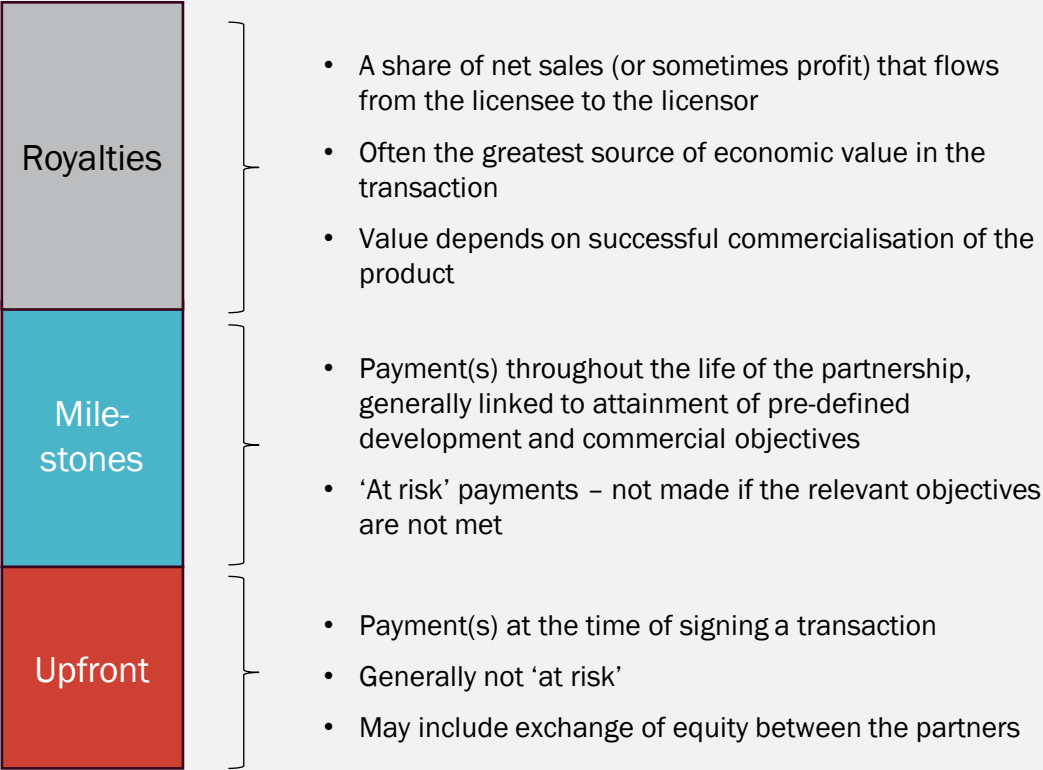 Royalties
• A share of net sales (or sometimes profit) that flows
from the licensee to the licensor
• Often the greatest source of economic value in the
transaction
• Value depends on successful commercialisation of the
product
Mile-
stones
• Payment(s) throughout the life of the partnership,
generally linked to attainment of pre-defined
development and commercial objectives
• ‘At risk’ payments – not made if the relevant objectives
are not met
Upfront
• Payment(s) at the time of signing a transaction
• Generally not ‘at risk’
• May include exchange of equity between the partners